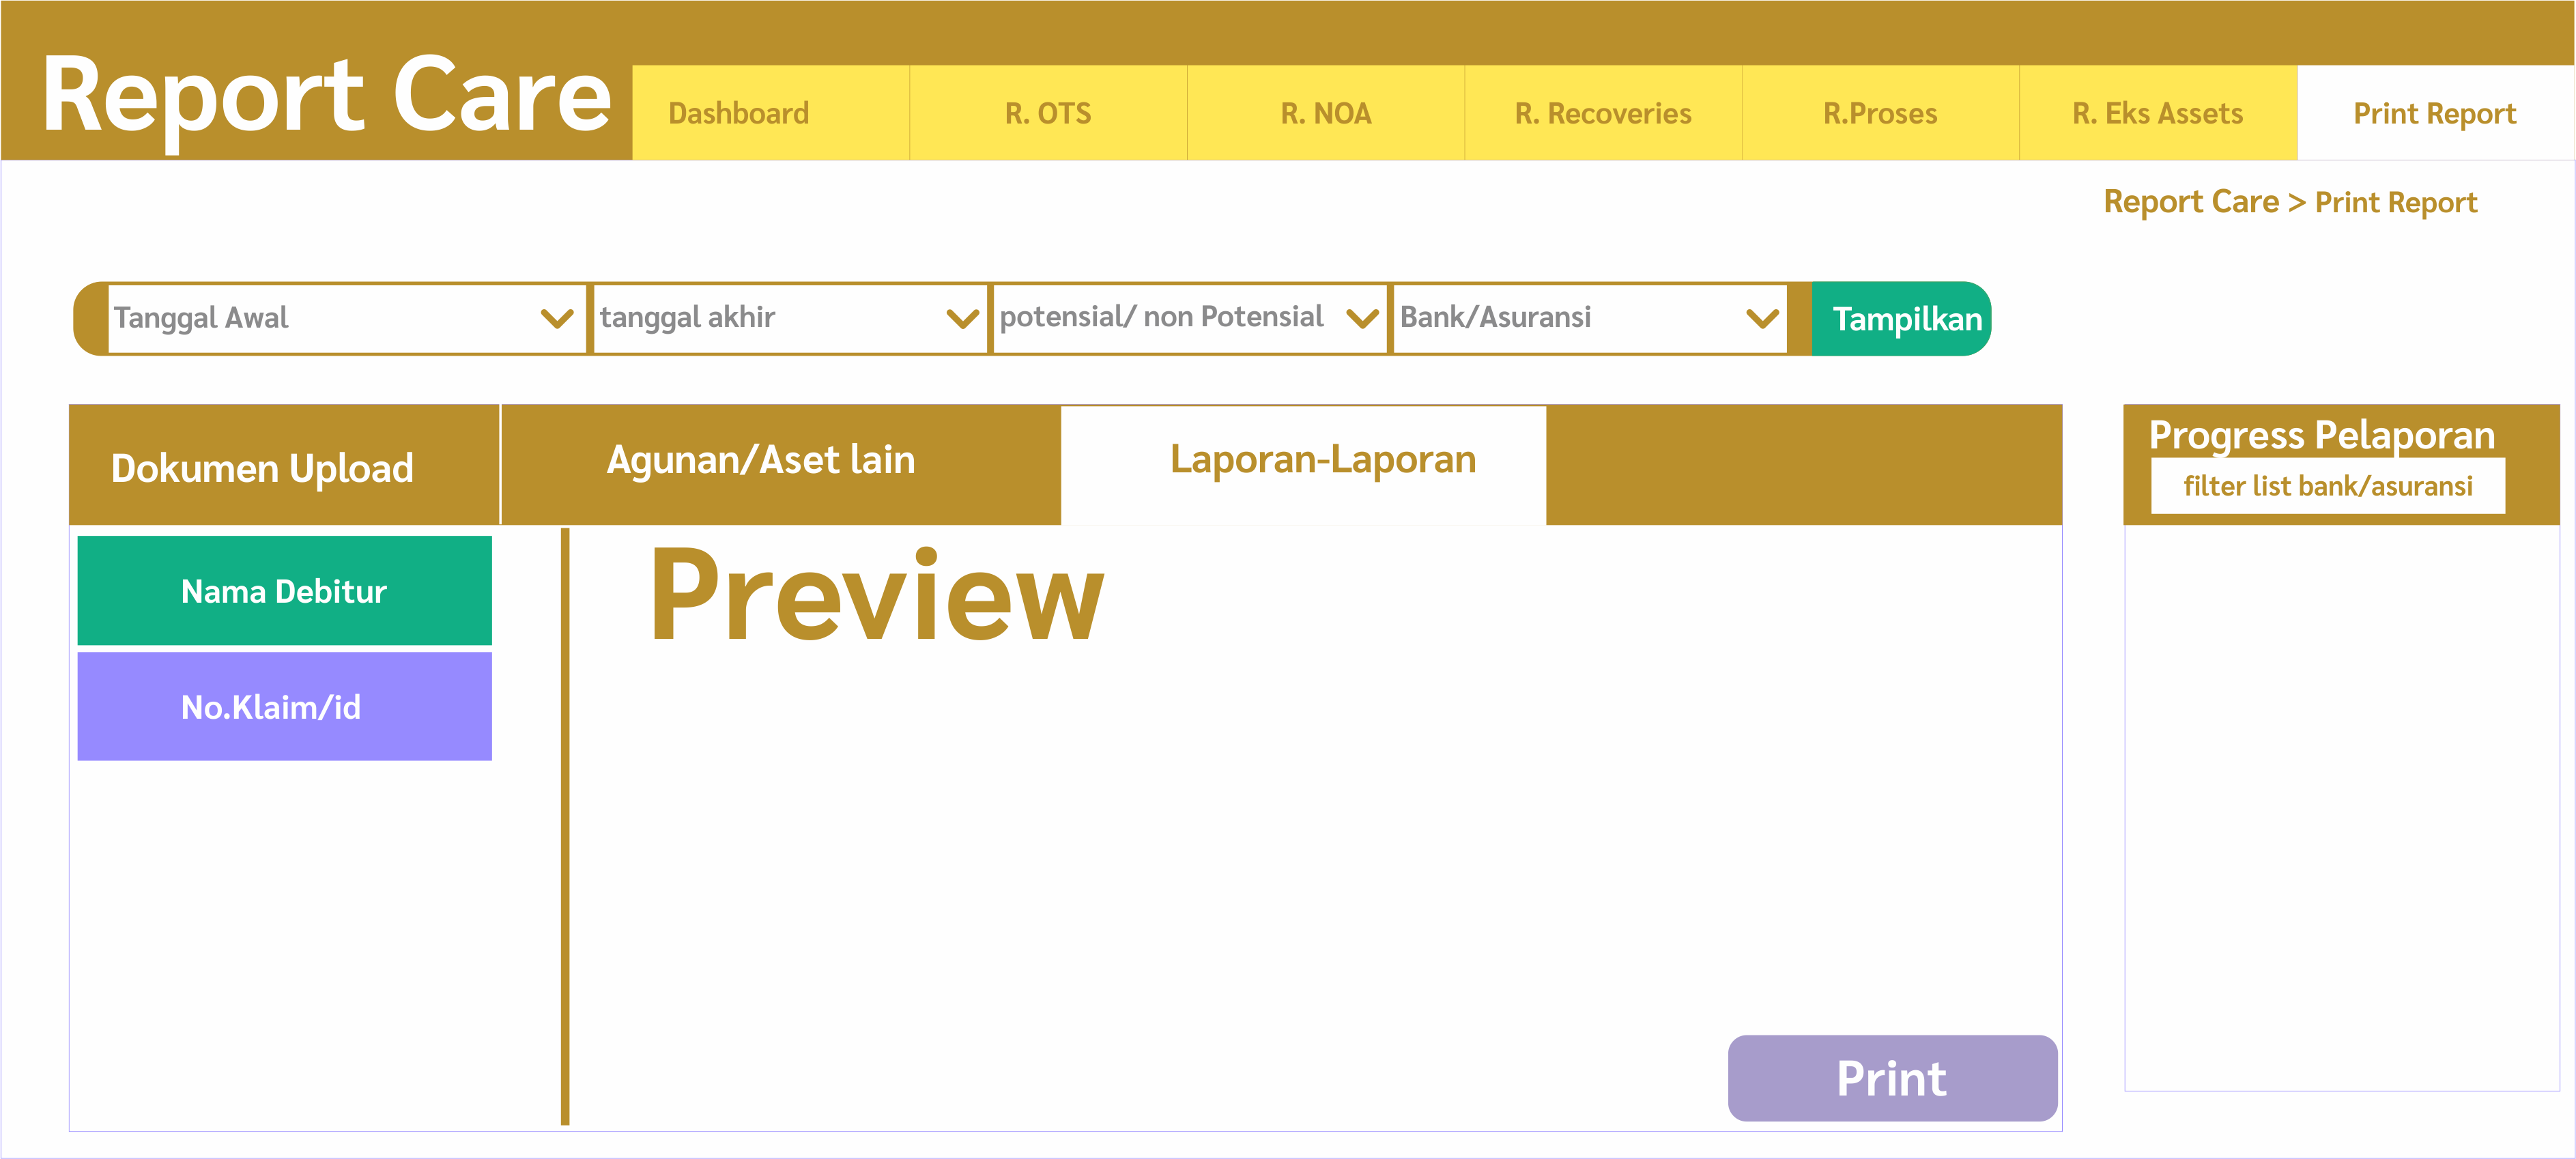 Report Care
Dashboard
R. OTS
R. NOA
R. Recoveries
R.Proses
R. Eks Assets
Print Report
Report Care > Print Report
Tanggal Awal
tanggal akhir
potensial/ non Potensial
Bank/Asuransi
Tampilkan
Dokumen Upload
Agunan/Aset lain
Laporan-Laporan
Progress Pelaporan
filter list bank/asuransi
Nama Debitur
No.Klaim/id
Preview
Print